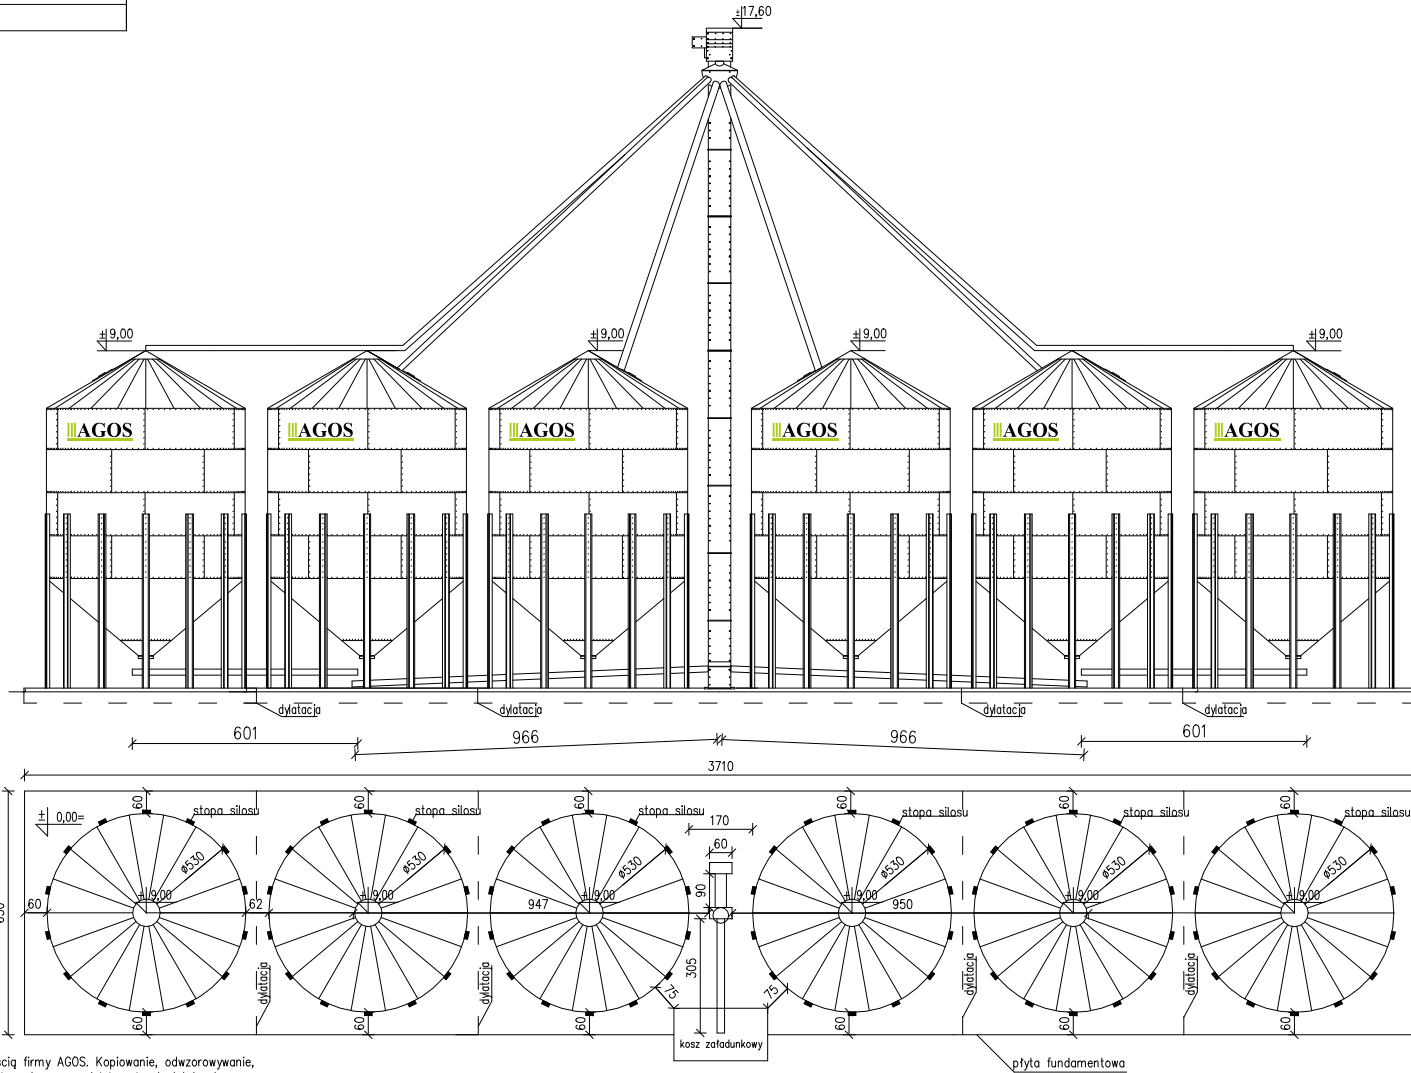 ±17,60
±9,00
±9,00
±9,00
±9,00
AGOS
AGOS
AGOS
AGOS
AGOS
AGOS
dylatacja
dylatacja
dylatacja
dylatacja
601
966
966
601
3710
± 0,00=
60
60
60
60
60
60
stopa silosu
stopa silosu
stopa silosu
stopa silosu
stopa silosu
stopa silosu
170
60
ø530
ø530
ø530
ø530
ø530
ø530
± 9,00
± 9,00
± 9,00
± 9,00
± 9,00
± 9,00
60
62
947
90
950
305
75
75
dylatacja
dylatacja
dylatacja
dylatacja
60
60
60
60
60
60
kosz załadunkowy
płyta fundamentowa
firmy AGOS. Kopiowanie, odwzorowywanie,